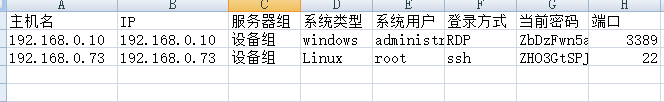 A B C D E F G H
主机名 IP 服务器组 系统类型 系统用户 登录方式 当前密码 端口
192.168.0.10 192.168.0.10 设备组 windows administr RDP ZbDzFwn5a 3389
192.168.0.73 192.168.0.73 设备组 Linux root ssh ZHO3GtSPj 22